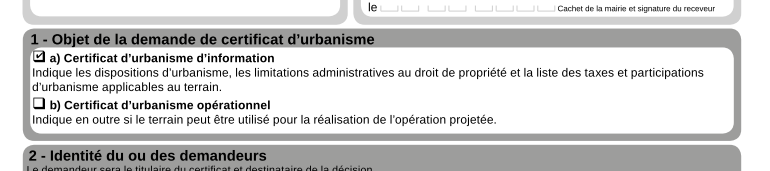 le Cachet de la mairie et signature du receveur
1 - Objet de la demande de certificat d’urbanisme
a) Certificat d’urbanisme d’information
Indique les dispositions d’urbanisme, les limitations administratives au droit de propriété et la liste des taxes et participations
d’urbanisme applicables au terrain.
b) Certificat d’urbanisme opérationnel
Indique en outre si le terrain peut être utilisé pour la réalisation de l’opération projetée.
2 - Identité du ou des demandeurs
Le demandeur sera le titulaire du certificat et destinataire de la décision